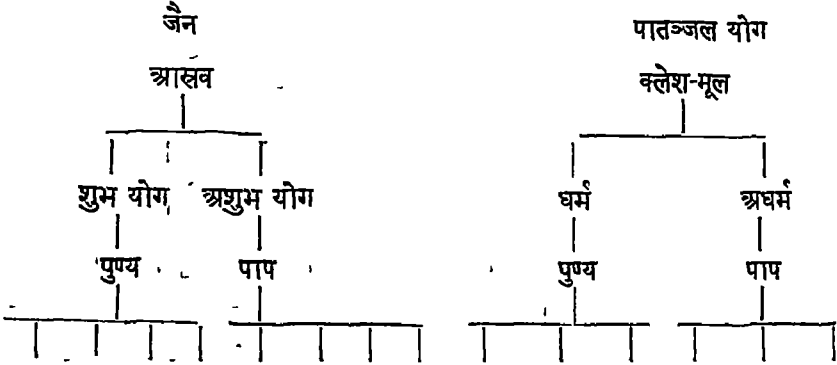 जैन पातञ्जल योग
आस्रव क्लेश-मूल
शुभ योग अशुभ योग धर्म अधर्म
पुण्य पाप पुण्य पाप